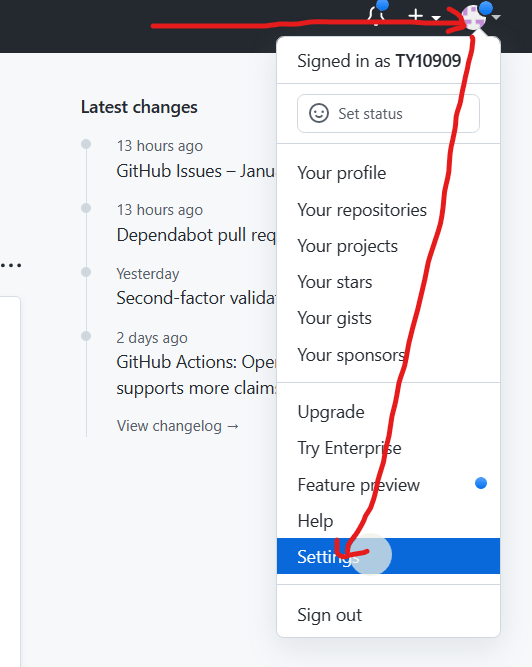 Signed in as TY10909
Set status
Latest changes
13 hours ago
GitHub Issues – Janu
13 hours ago
Dependabot pull req
Yesterday
Second-factor valida
2 days ago
GitHub Actions: Ope
supports more claim
View changelog →
Your profile
Your repositories
Your projects
Your stars
Your gists
Your sponsors
Upgrade
Try Enterprise
Feature preview
Help
Settings
Sign out